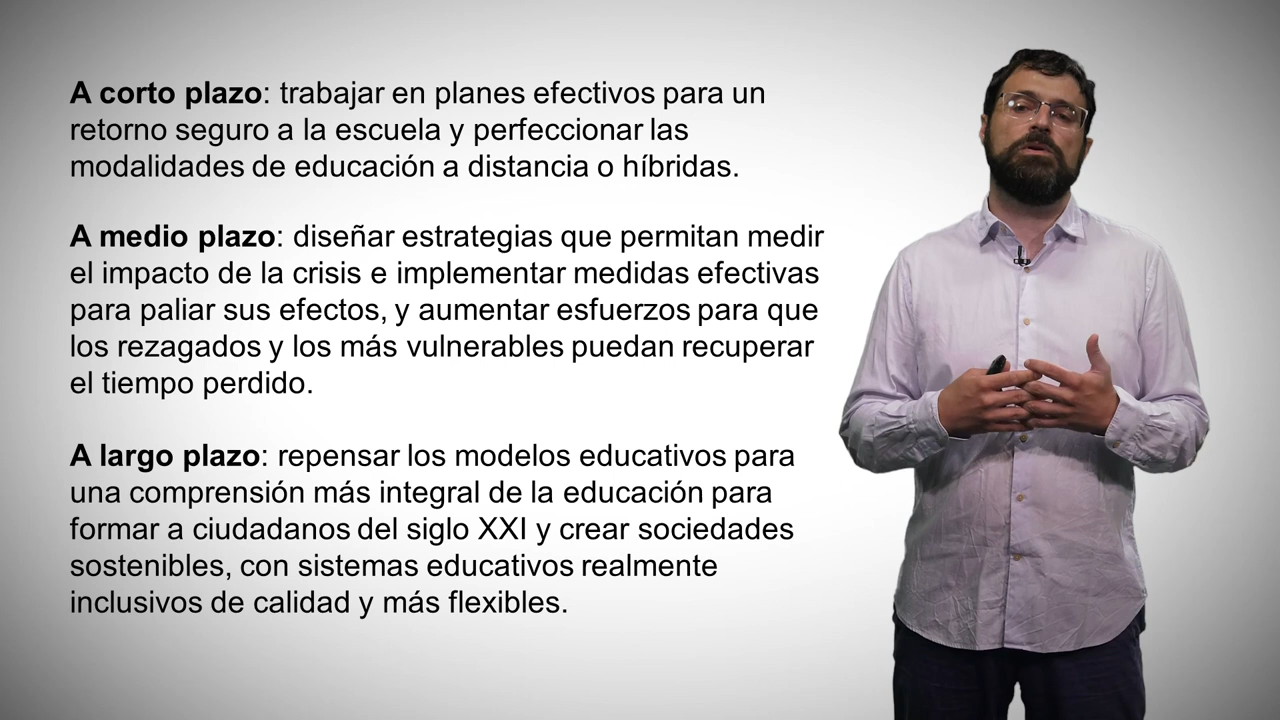 A corto plazo: trabajar en planes efectivos para un
retorno seguro a la escuela y perfeccionar las
modalidades de educación a distancia o híbridas.
A medio plazo: diseñar estrategias que permitan medir
el impacto de la crisis e implementar medidas efectivas
para paliar sus efectos, y aumentar esfuerzos para que
los rezagados y los más vulnerables puedan recuperar
el tiempo perdido.
A largo plazo: repensar los modelos educativos para
una comprensión más integral de la educación para
formar a ciudadanos del siglo XXI y crear sociedades
sostenibles, con sistemas educativos realmente
inclusivos de calidad y más flexibles.